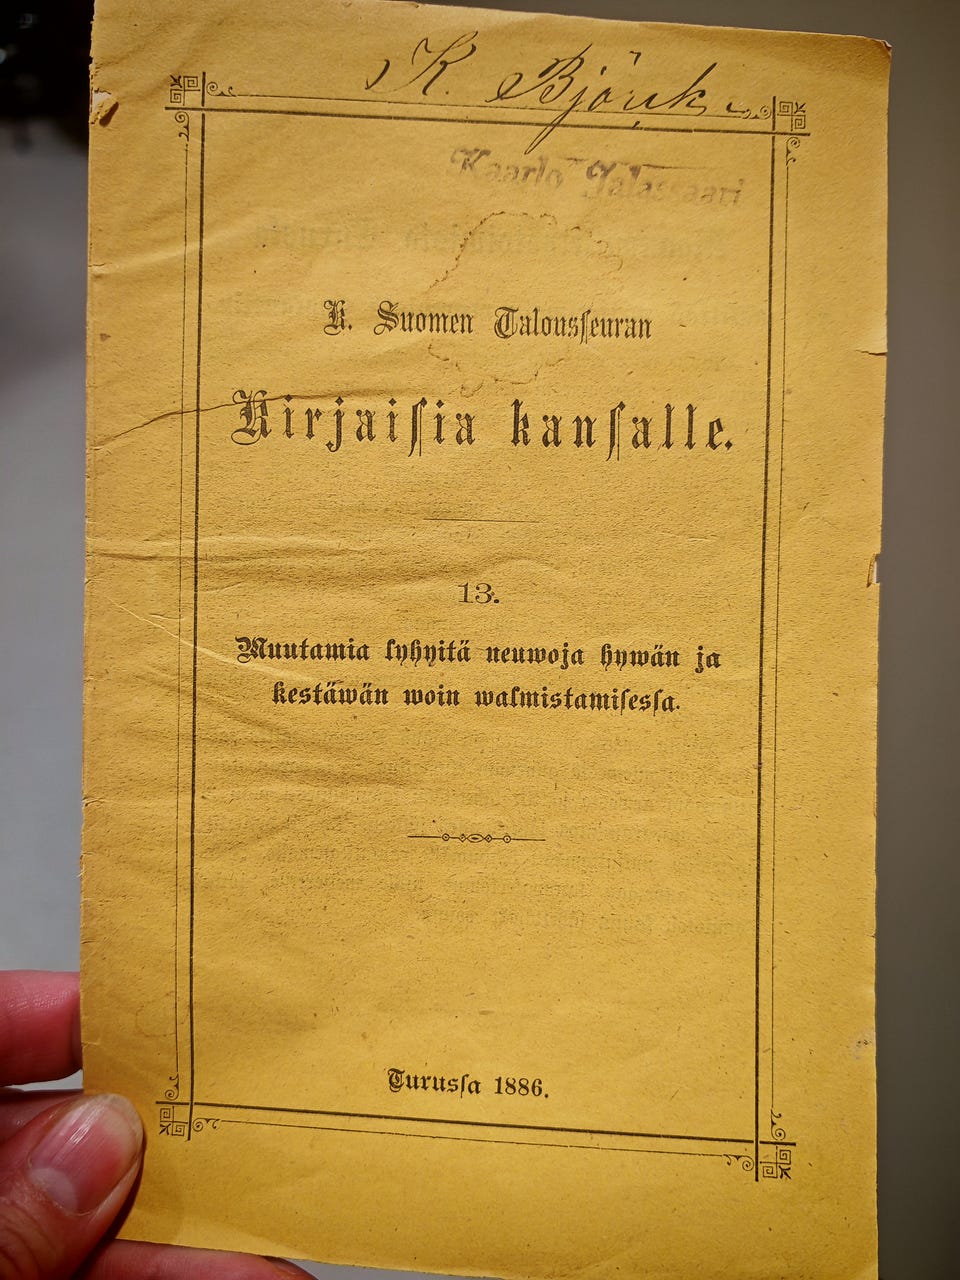 K. Björk
Kaarlo Jalassaari
K. Suomen Talousseuran
Kirjaisia kansalle.
13.
Muutamia lyhyitä neuwoja hywän ja
kestäwän woin walmistamisessa.
Turussa 1886.